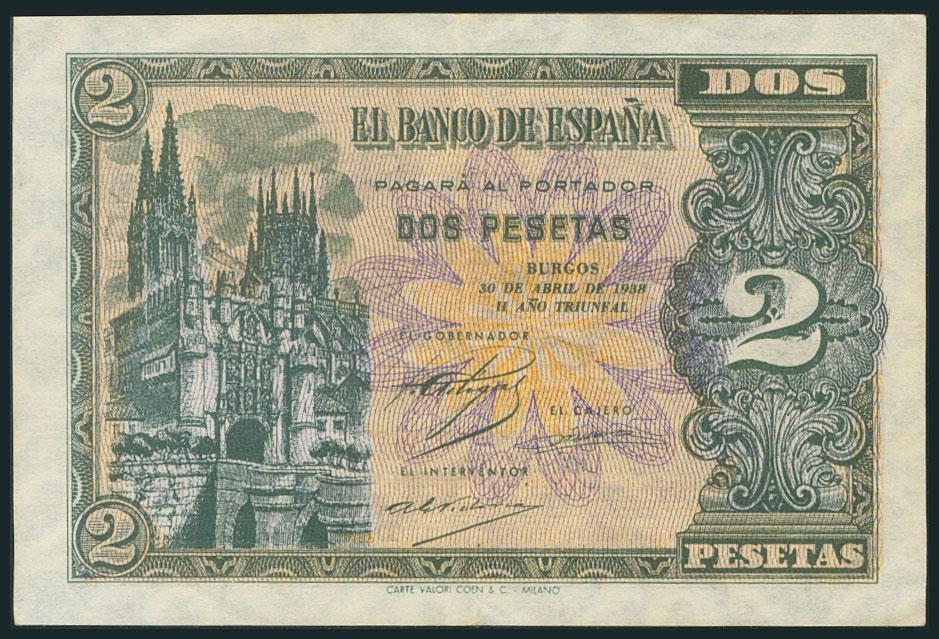 2
DOS
EL BANCO DE ESPAÑA
PAGARÁ AL PORTADOR
DOS PESETAS
BURGOS
30 DE ABRIL DE 1938
II AÑO TRIUNFAL
2
EL GOBERNADOR
EL CAJERO
EL INTERVENTOR
2
PESETAS
CARTE VALORI COEN & C. - MILANO